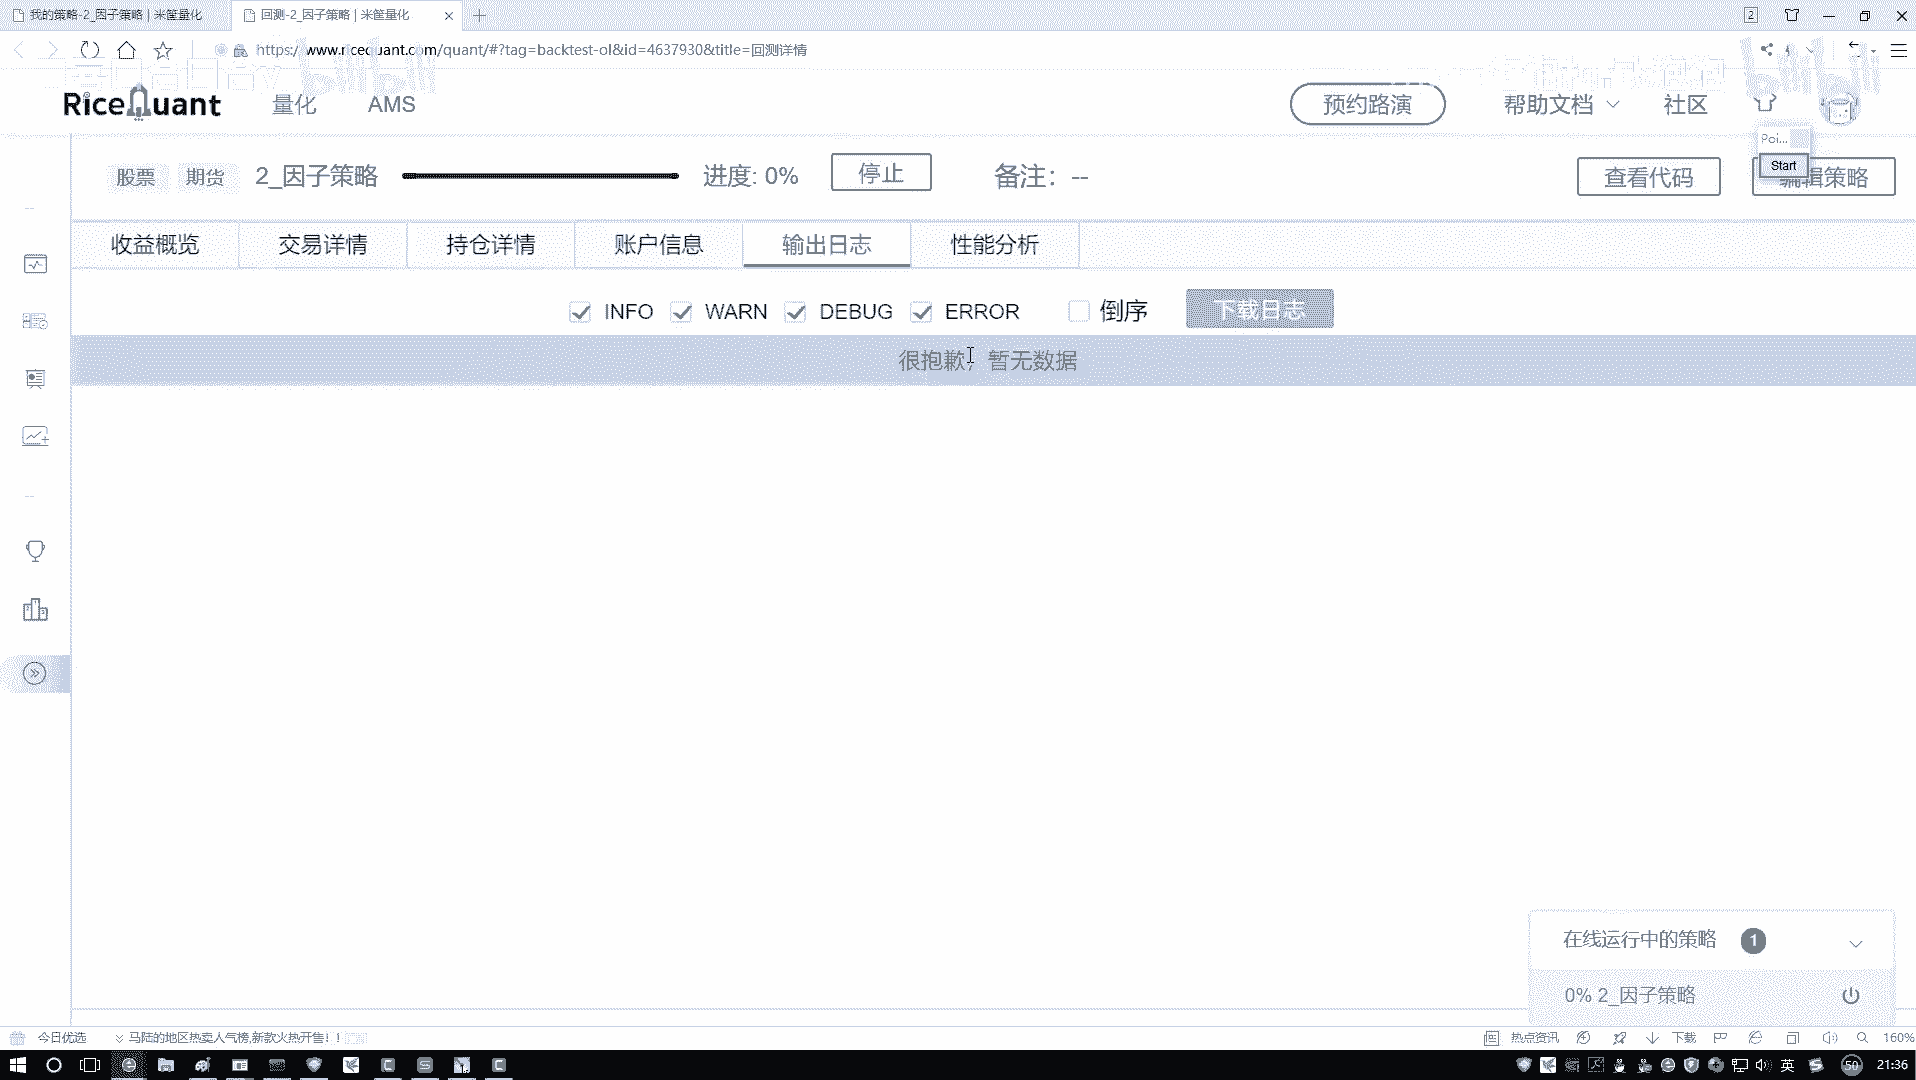 我的策略-2_因子策略 | 米筐量化
回测-2_因子策略 | 米筐量化
2
https://www.ricequant.com/quant/#?tag=backtest-ol&id=4637930&title=回测详情
bilibili
bilibili
RiceQuant
量化
AMS
预约路演
帮助文档
社区
Poi...
Start
股票
期货
2_因子策略
进度: 0%
停止
备注: --
查看代码
编辑策略
收益概览
交易详情
持仓详情
账户信息
输出日志
性能分析
INFO
WARN
DEBUG
ERROR
倒序
下载日志
很抱歉，暂无数据
在线运行中的策略
1
0% 2_因子策略
今日优选
马陆的地区热卖人气榜,新款火热开售！!
热点资讯
下载
160%
英
50
21:36